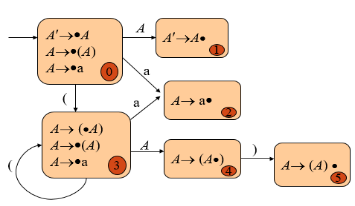 A'→•A
A→•(A)
A→•a
0
A
A'→A•
1
a
(
a
A→ a•
2
A→ (•A)
A→•(A)
A→•a
3
(
A
A→ (A•)
4
)
A→ (A) •
5